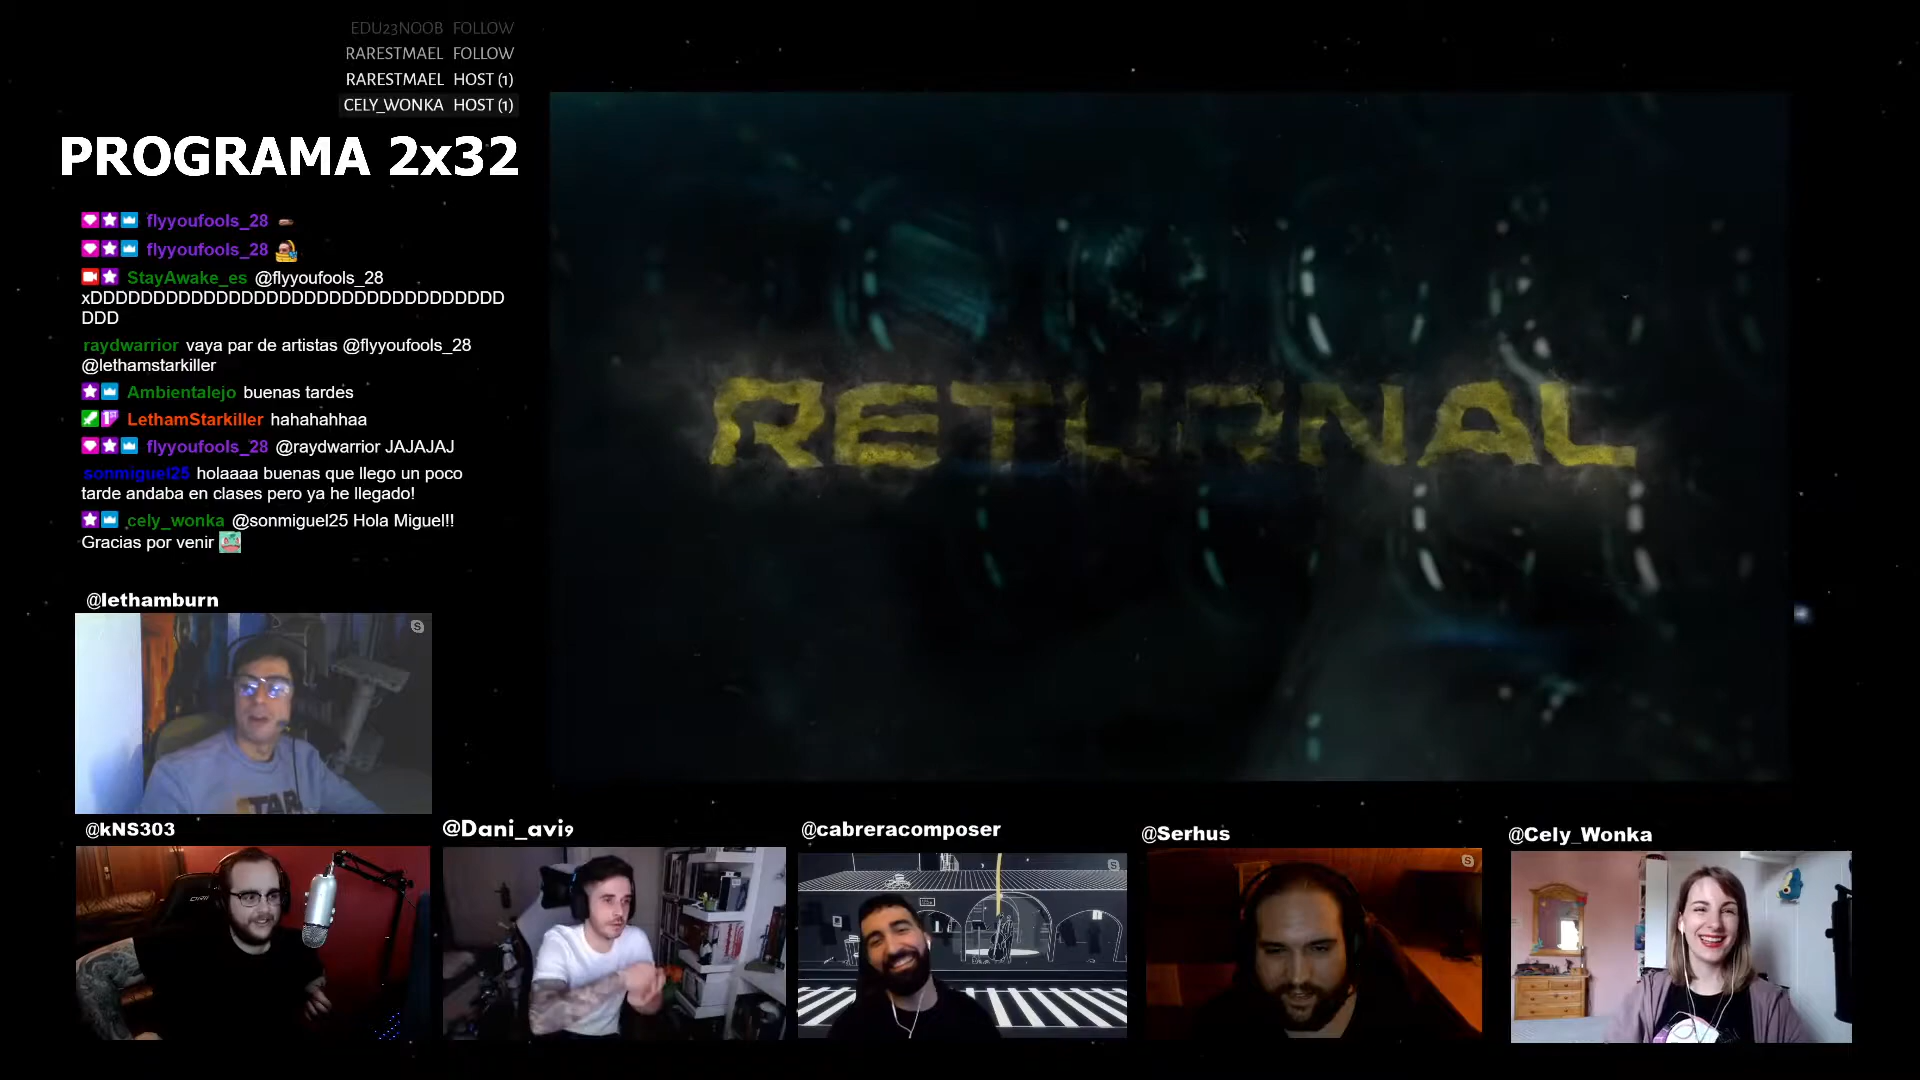 EDU23NOOB FOLLOW
RARESTMAEL FOLLOW
RARESTMAEL HOST (1)
CELY_WONKA HOST (1)
PROGRAMA 2x32
flyyoufools_28
flyyoufools_28
StayAwake_es @flyyoufools_28
xDDDDDDDDDDDDDDDDDDDDDDDDDDDDDDDDD
DDD
raydwarrior vaya par de artistas @flyyoufools_28
@lethamstarkiller
Ambientalejo buenas tardes
LethamStarkiller hahahahhaa
flyyoufools_28 @raydwarrior JAJAJAJ
sonmiguel25 holaaaa buenas que llego un poco
tarde andaba en clases pero ya he llegado!
cely_wonka @sonmiguel25 Hola Miguel!!
Gracias por venir
RETURNAL
@lethamburn
STAR
@kNS303
@Dani_avi9
@cabreracomposer
@Serhus
@Cely_Wonka